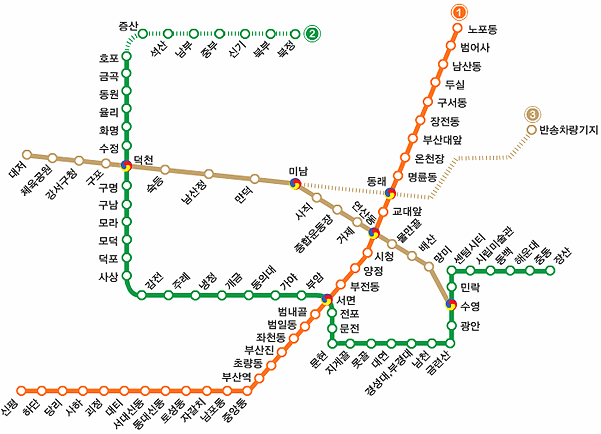 1
노포동
범어사
남산동
두실
구서동
장전동
부산대앞
온천장
명륜동
동래
교대앞
연산동
시청
양정
부전동
서면
범내골
범일동
좌천동
부산진
초량동
부산역
중앙동
남포동
자갈치
토성동
동대신동
서대신동
대티
괴정
사하
당리
하단
신평
2
증산
석산
남부
중부
신기
북부
북정
호포
금곡
동원
율리
화명
수정
덕천
구명
구남
모라
모덕
덕포
사상
감전
주례
냉정
개금
동의대
가야
부암
전포
문전
문현
지게골
못골
대연
경성대,부경대
남천
금련산
광안
수영
민락
센텀시티
시립미술관
동백
해운대
중동
장산
3
반송차량기지
대저
체육공원
강서구청
구포
숙등
남산정
만덕
미남
사직
종합운동장
거제
물만골
배산
망미